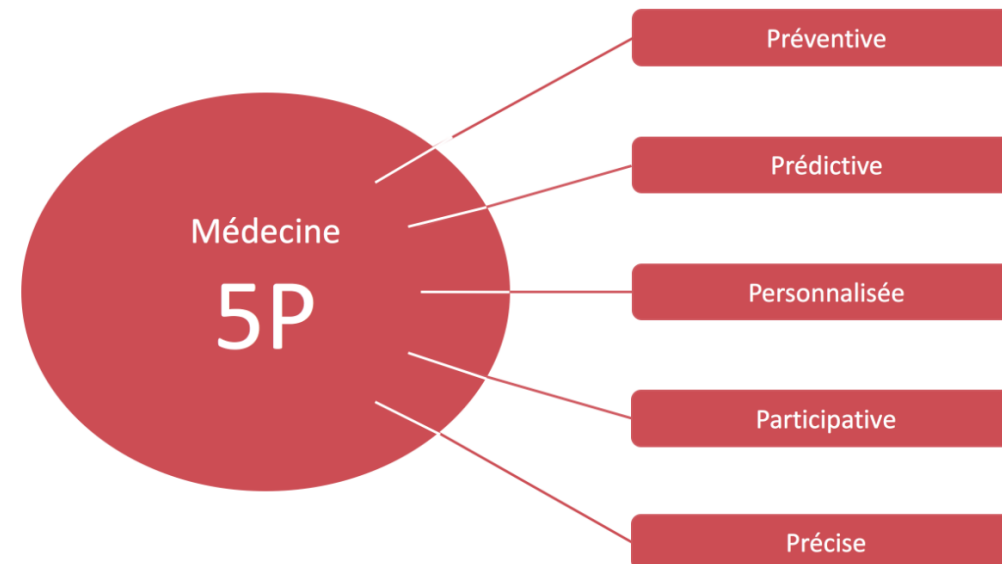 Médecine
5P
Préventive
Prédictive
Personnalisée
Participative
Précise